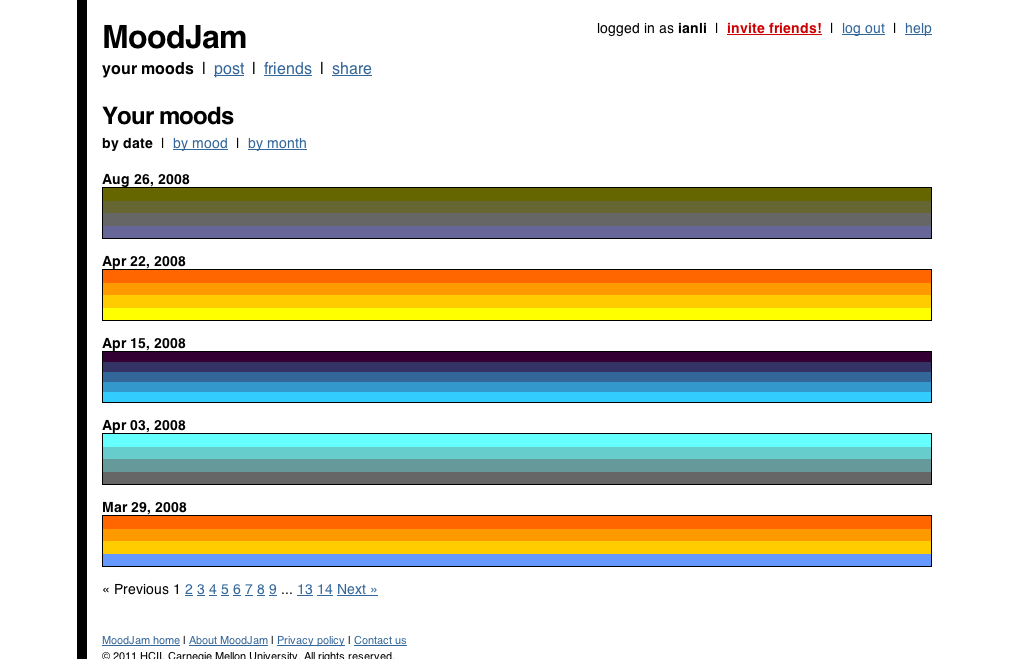 MoodJam
logged in as ianli | invite friends! | log out | help
your moods | post | friends | share
Your moods
by date | by mood | by month
Aug 26, 2008
Apr 22, 2008
Apr 15, 2008
Apr 03, 2008
Mar 29, 2008
« Previous 1 2 3 4 5 6 7 8 9 ... 13 14 Next »
MoodJam home | About MoodJam | Privacy policy | Contact us
© 2011 HCII, Carnegie Mellon University. All rights reserved.